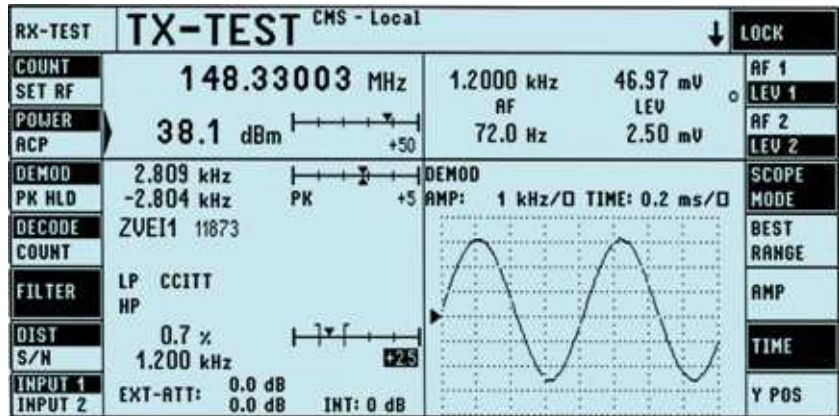 RX-TEST
TX-TEST CMS - Local
LOCK
COUNT
SET RF
148.33003 MHz
1.2000 kHz 46.97 mV
AF LEV
72.0 Hz 2.50 mV
AF 1
LEV 1
POWER
ACP
38.1 dBm
+50
AF 2
LEV 2
DEMOD
PK HLD
2.809 kHz
-2.804 kHz PK +5
DEMOD
AMP: 1 kHz/□ TIME: 0.2 ms/□
SCOPE
MODE
DECODE
COUNT
ZVEI1 11873
BEST
RANGE
FILTER
LP CCITT
HP
AMP
DIST
S/N
0.7 %
1.200 kHz
+25
TIME
INPUT 1
INPUT 2
EXT-ATT: 0.0 dB
0.0 dB INT: 0 dB
Y POS